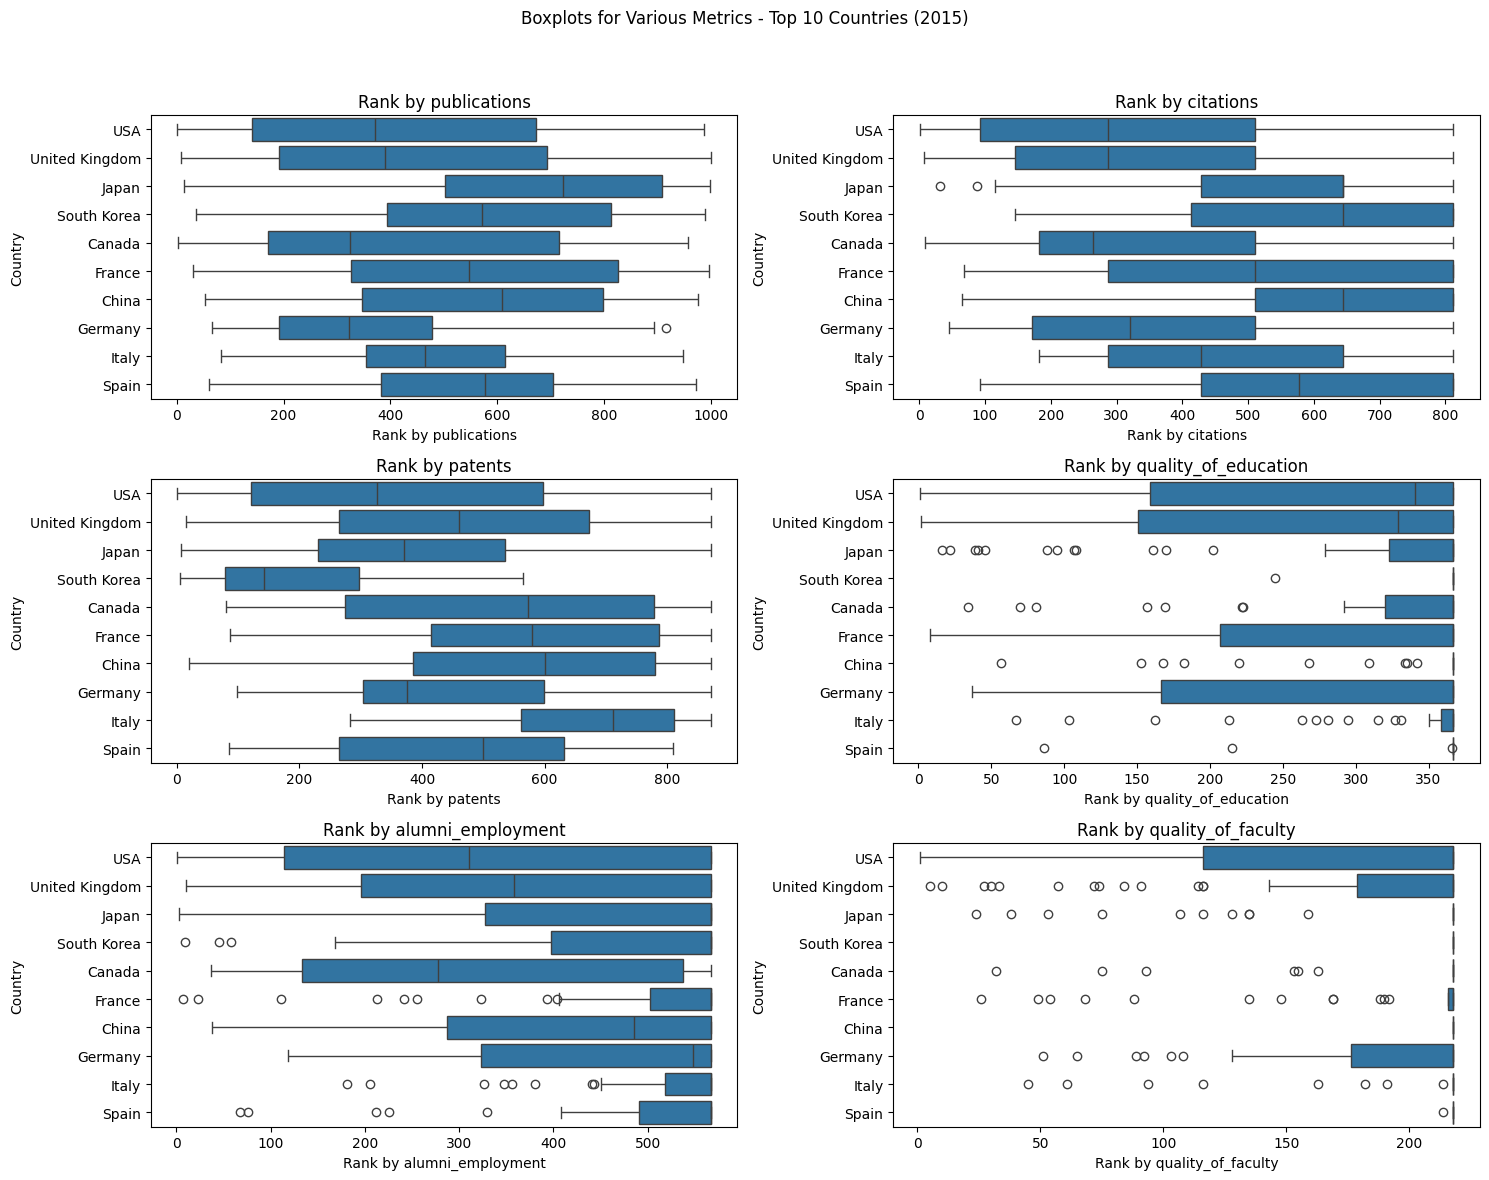 Boxplots for Various Metrics - Top 10 Countries (2015)
Rank by publications
Country
USA
United Kingdom
Japan
South Korea
Canada
France
China
Germany
Italy
Spain
0 200 400 600 800 1000
Rank by publications
Rank by citations
Country
USA
United Kingdom
Japan
South Korea
Canada
France
China
Germany
Italy
Spain
0 100 200 300 400 500 600 700 800
Rank by citations
Rank by patents
Country
USA
United Kingdom
Japan
South Korea
Canada
France
China
Germany
Italy
Spain
0 200 400 600 800
Rank by patents
Rank by quality_of_education
Country
USA
United Kingdom
Japan
South Korea
Canada
France
China
Germany
Italy
Spain
0 50 100 150 200 250 300 350
Rank by quality_of_education
Rank by alumni_employment
Country
USA
United Kingdom
Japan
South Korea
Canada
France
China
Germany
Italy
Spain
0 100 200 300 400 500
Rank by alumni_employment
Rank by quality_of_faculty
Country
USA
United Kingdom
Japan
South Korea
Canada
France
China
Germany
Italy
Spain
0 50 100 150 200
Rank by quality_of_faculty